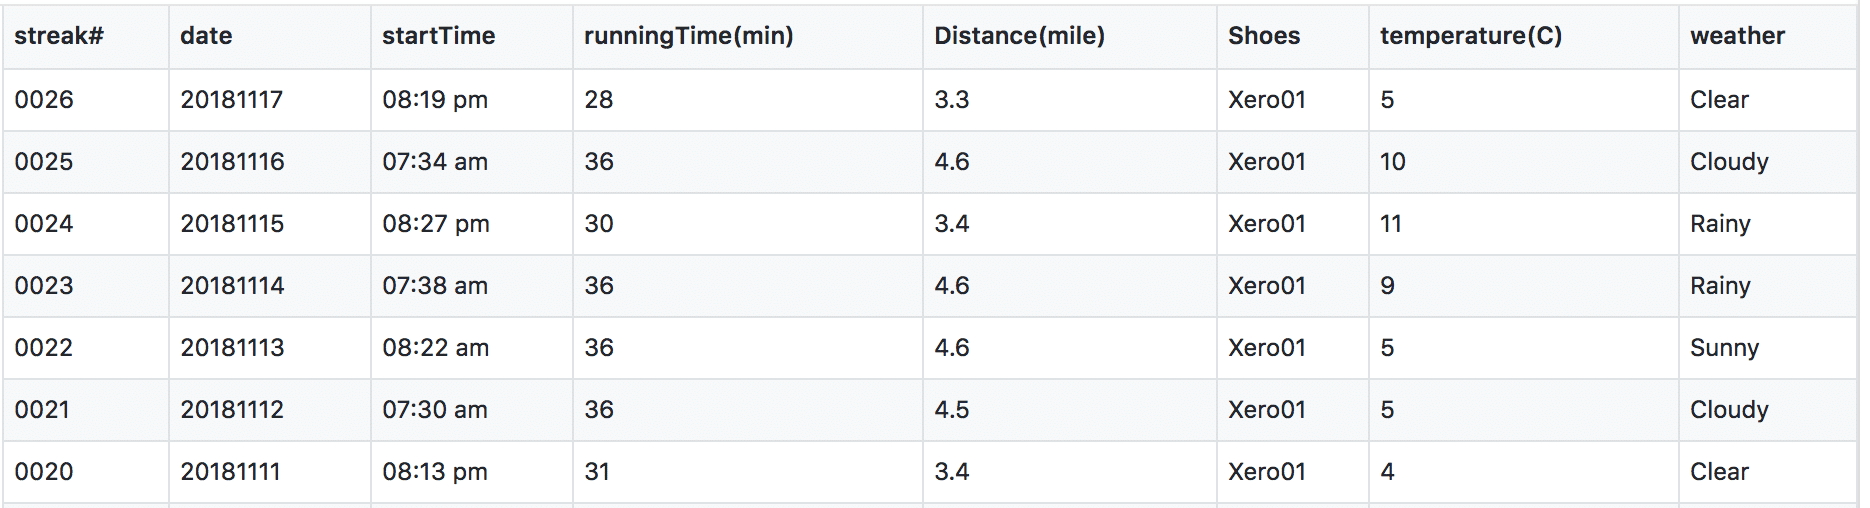 streak# date startTime runningTime(min) Distance(mile) Shoes temperature(C) weather
0026 20181117 08:19 pm 28 3.3 Xero01 5 Clear
0025 20181116 07:34 am 36 4.6 Xero01 10 Cloudy
0024 20181115 08:27 pm 30 3.4 Xero01 11 Rainy
0023 20181114 07:38 am 36 4.6 Xero01 9 Rainy
0022 20181113 08:22 am 36 4.6 Xero01 5 Sunny
0021 20181112 07:30 am 36 4.5 Xero01 5 Cloudy
0020 20181111 08:13 pm 31 3.4 Xero01 4 Clear